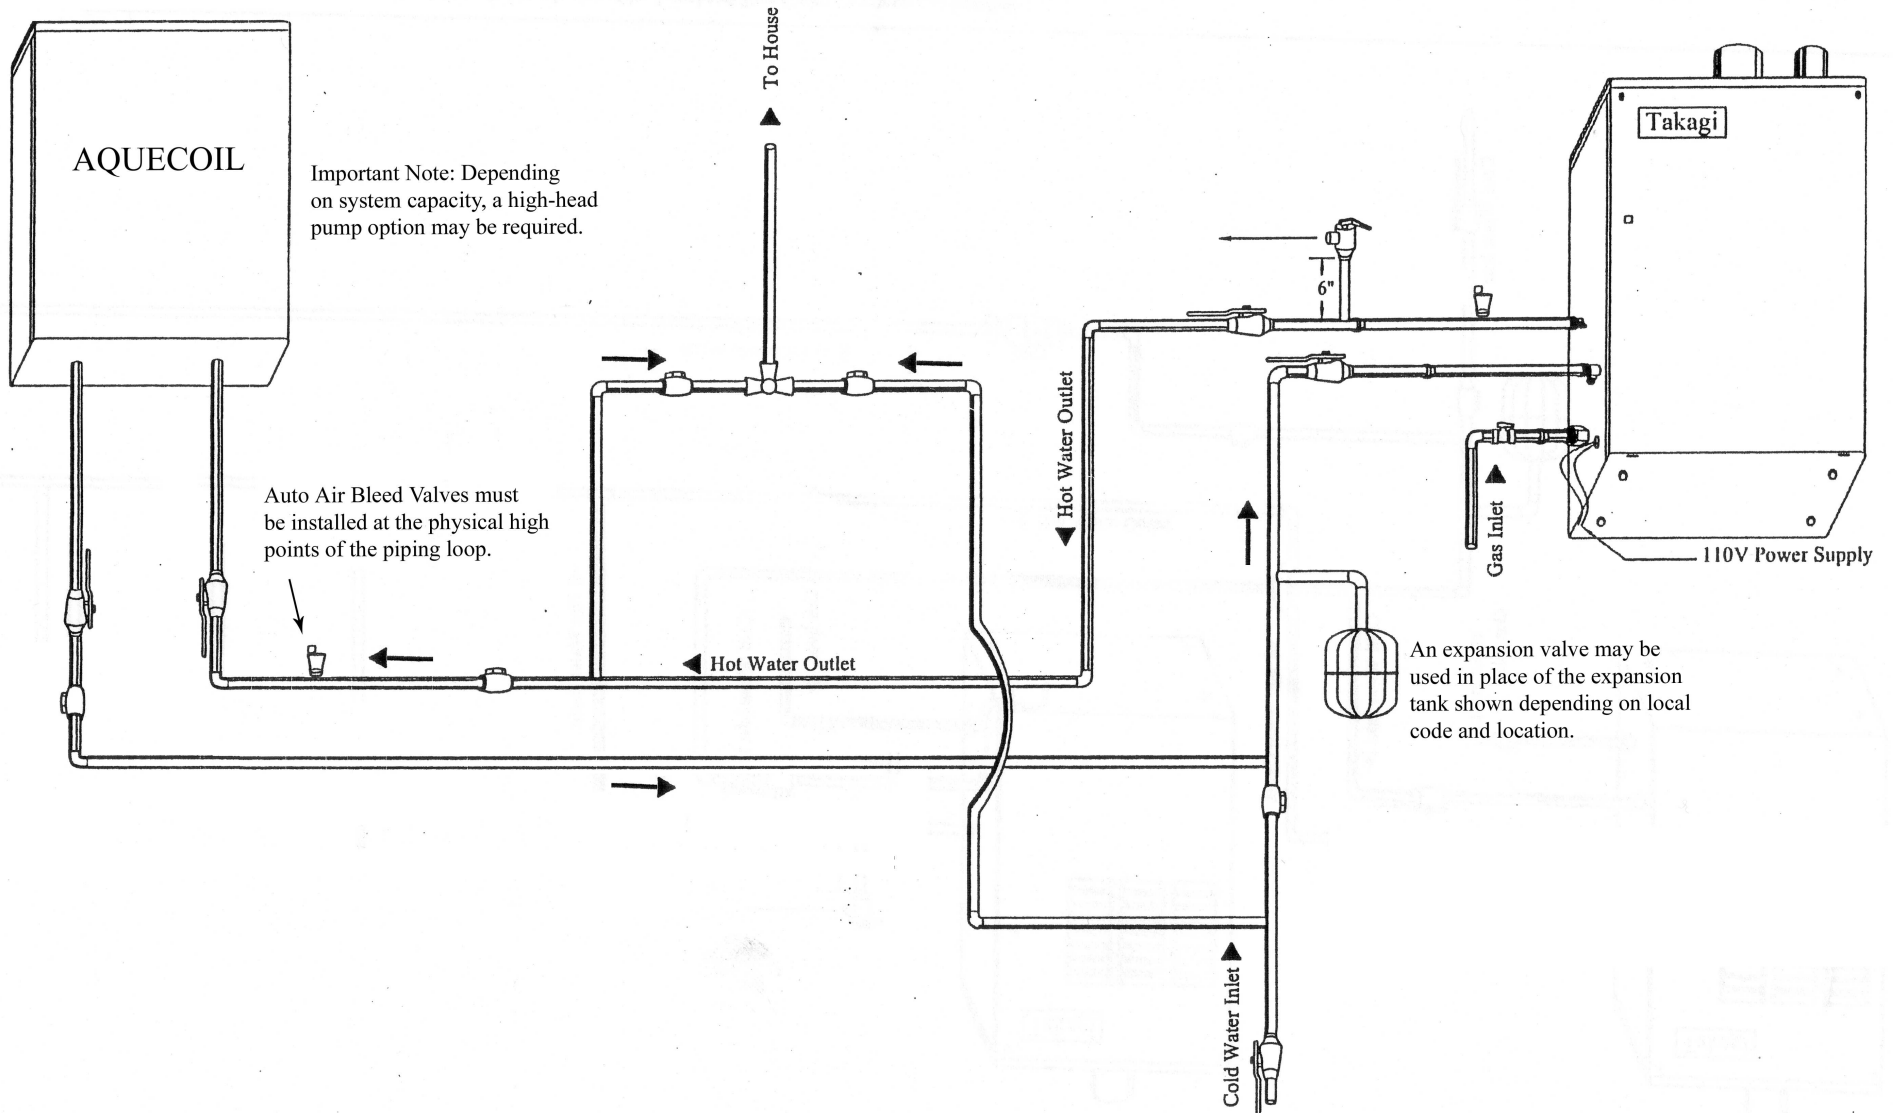 To House
AQUECOIL
Important Note: Depending
on system capacity, a high-head
pump option may be required.
Takagi
6"
Hot Water Outlet
Auto Air Bleed Valves must
be installed at the physical high
points of the piping loop.
Gas Inlet
110V Power Supply
Hot Water Outlet
An expansion valve may be
used in place of the expansion
tank shown depending on local
code and location.
Cold Water Inlet